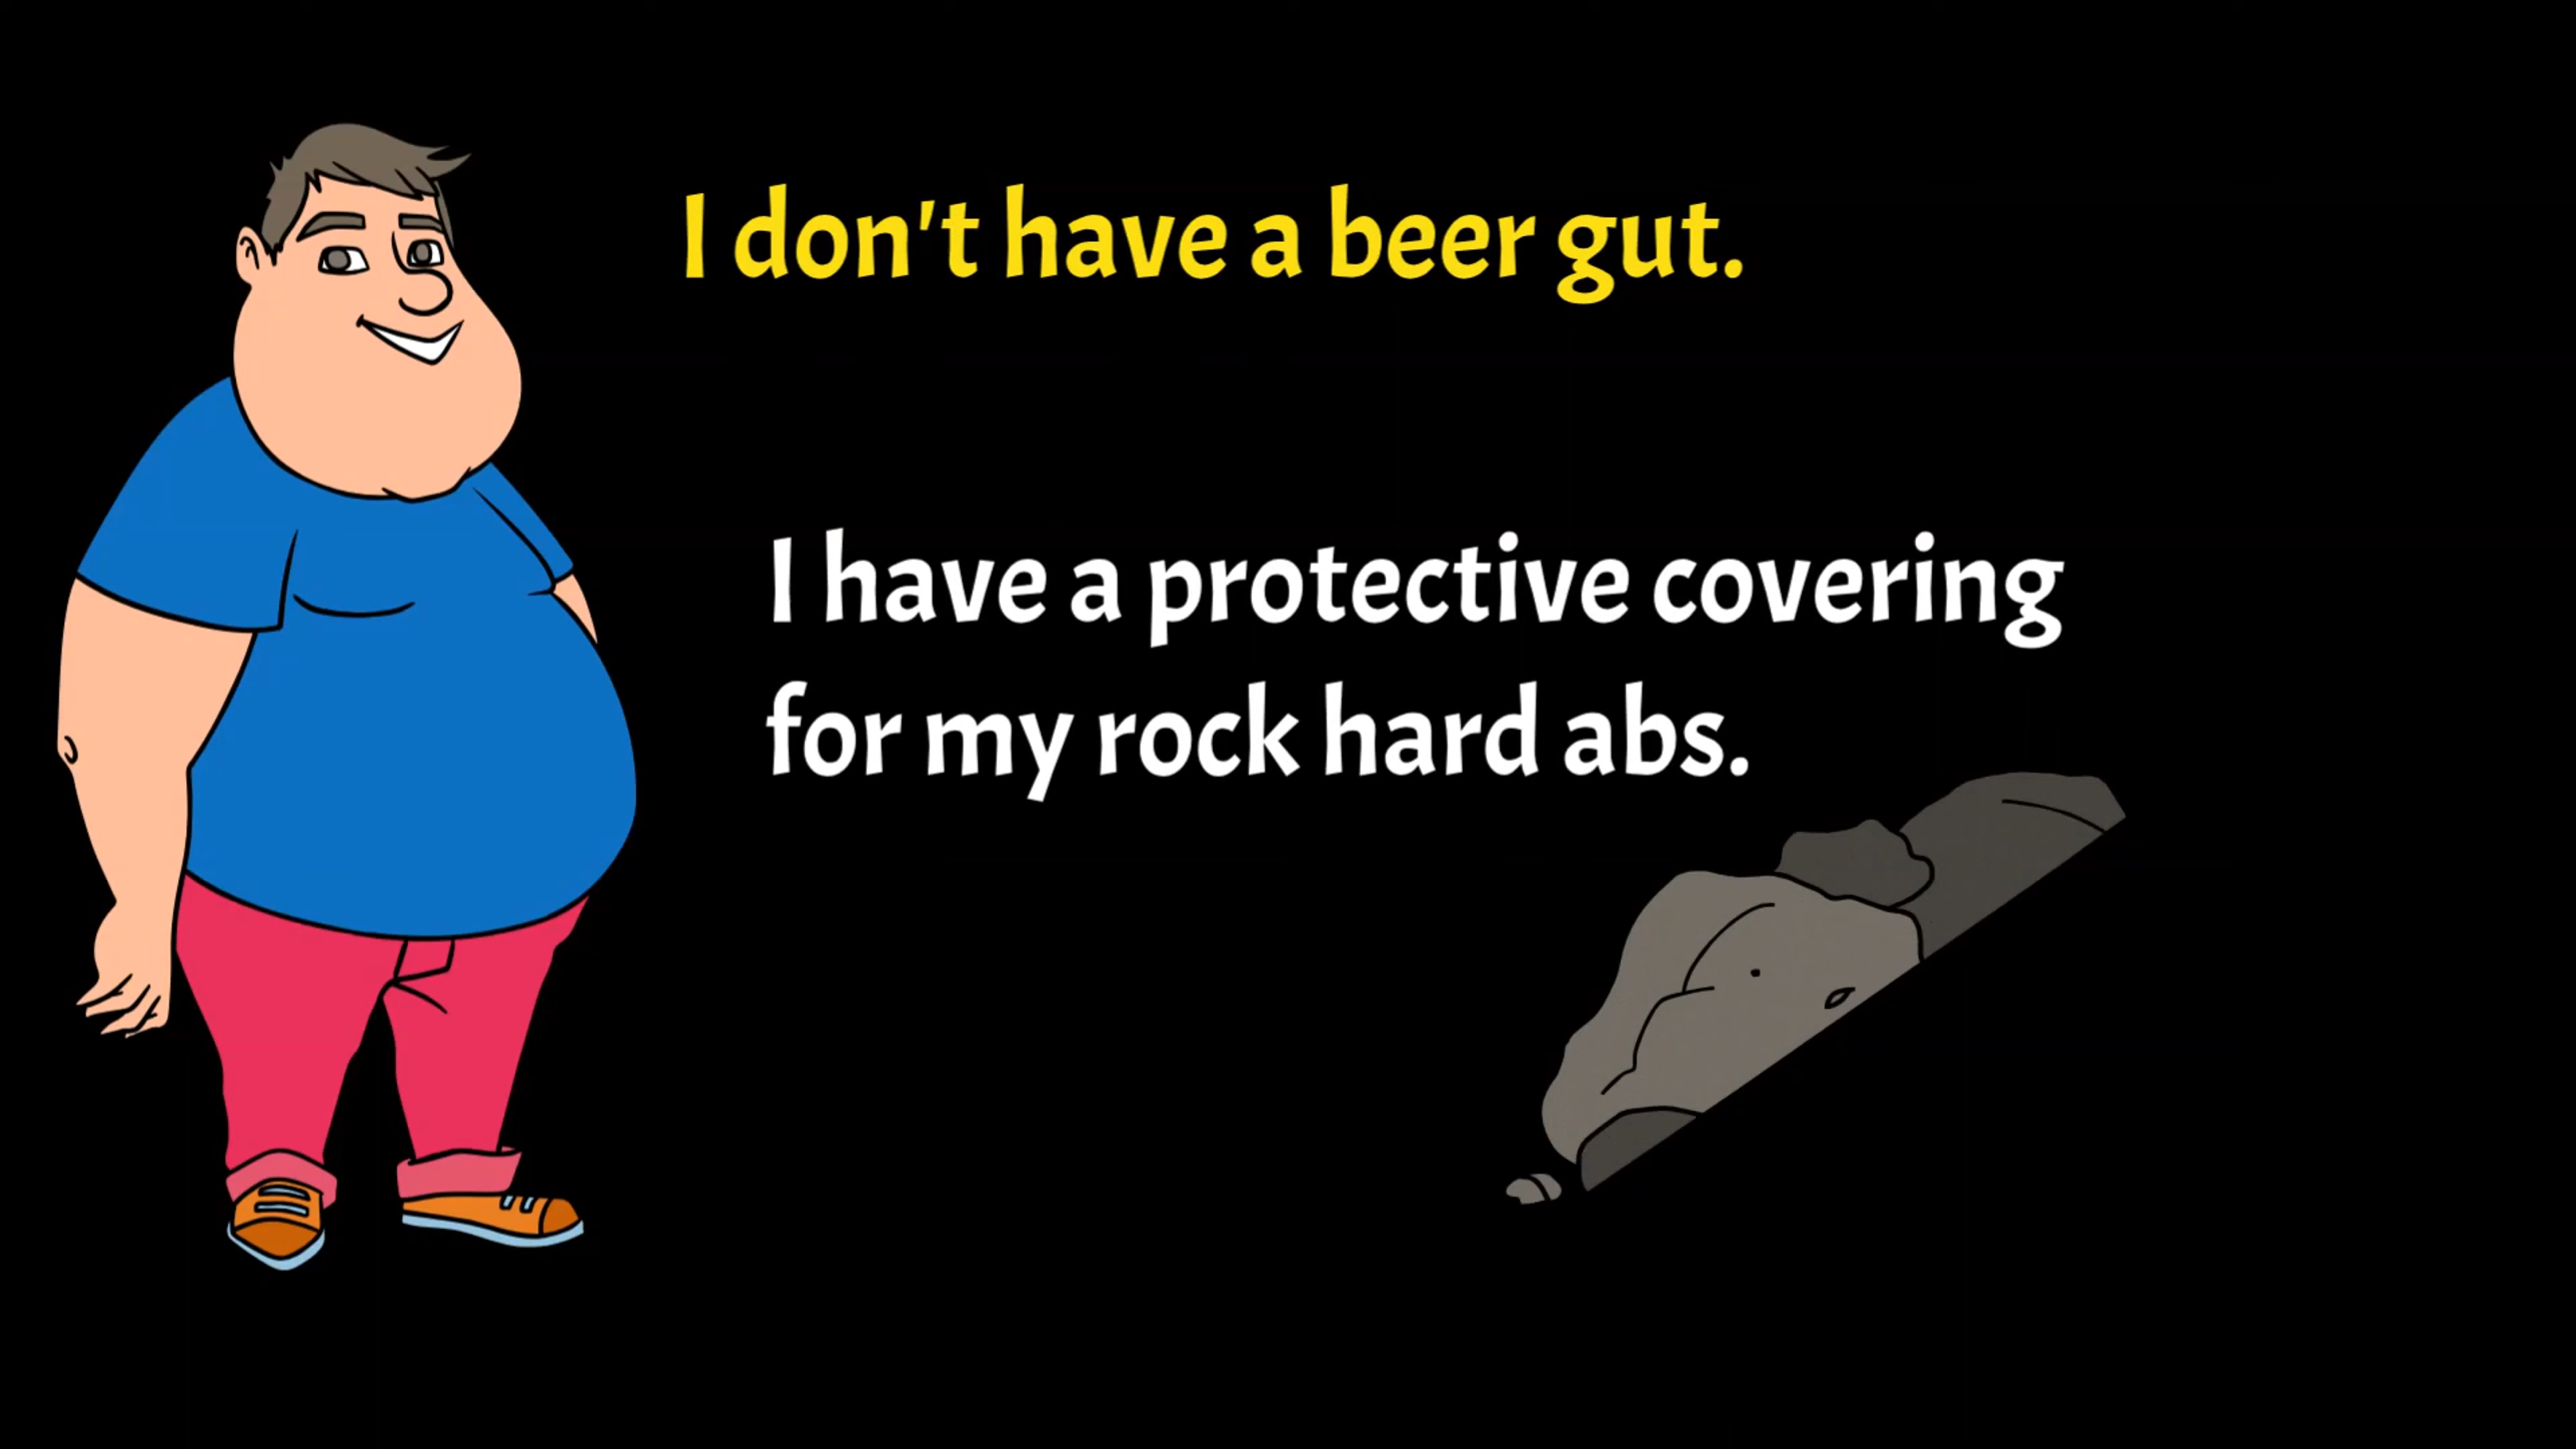 I don't have a beer gut.
I have a protective covering
for my rock hard abs.